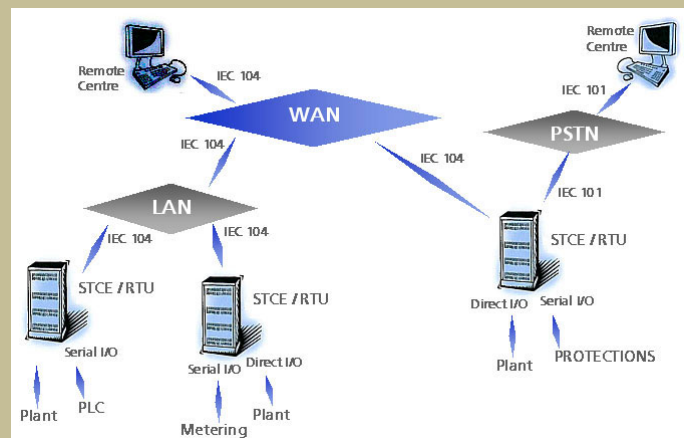 Remote
Centre
IEC 104
WAN
Remote
Centre
IEC 101
PSTN
IEC 104
IEC 104
IEC 101
LAN
IEC 104
IEC 104
STCE / RTU
STCE / RTU
STCE / RTU
Direct I/O
Serial I/O
Serial I/O
Serial I/O
Direct I/O
Plant
PROTECTIONS
Plant
PLC
Metering
Plant